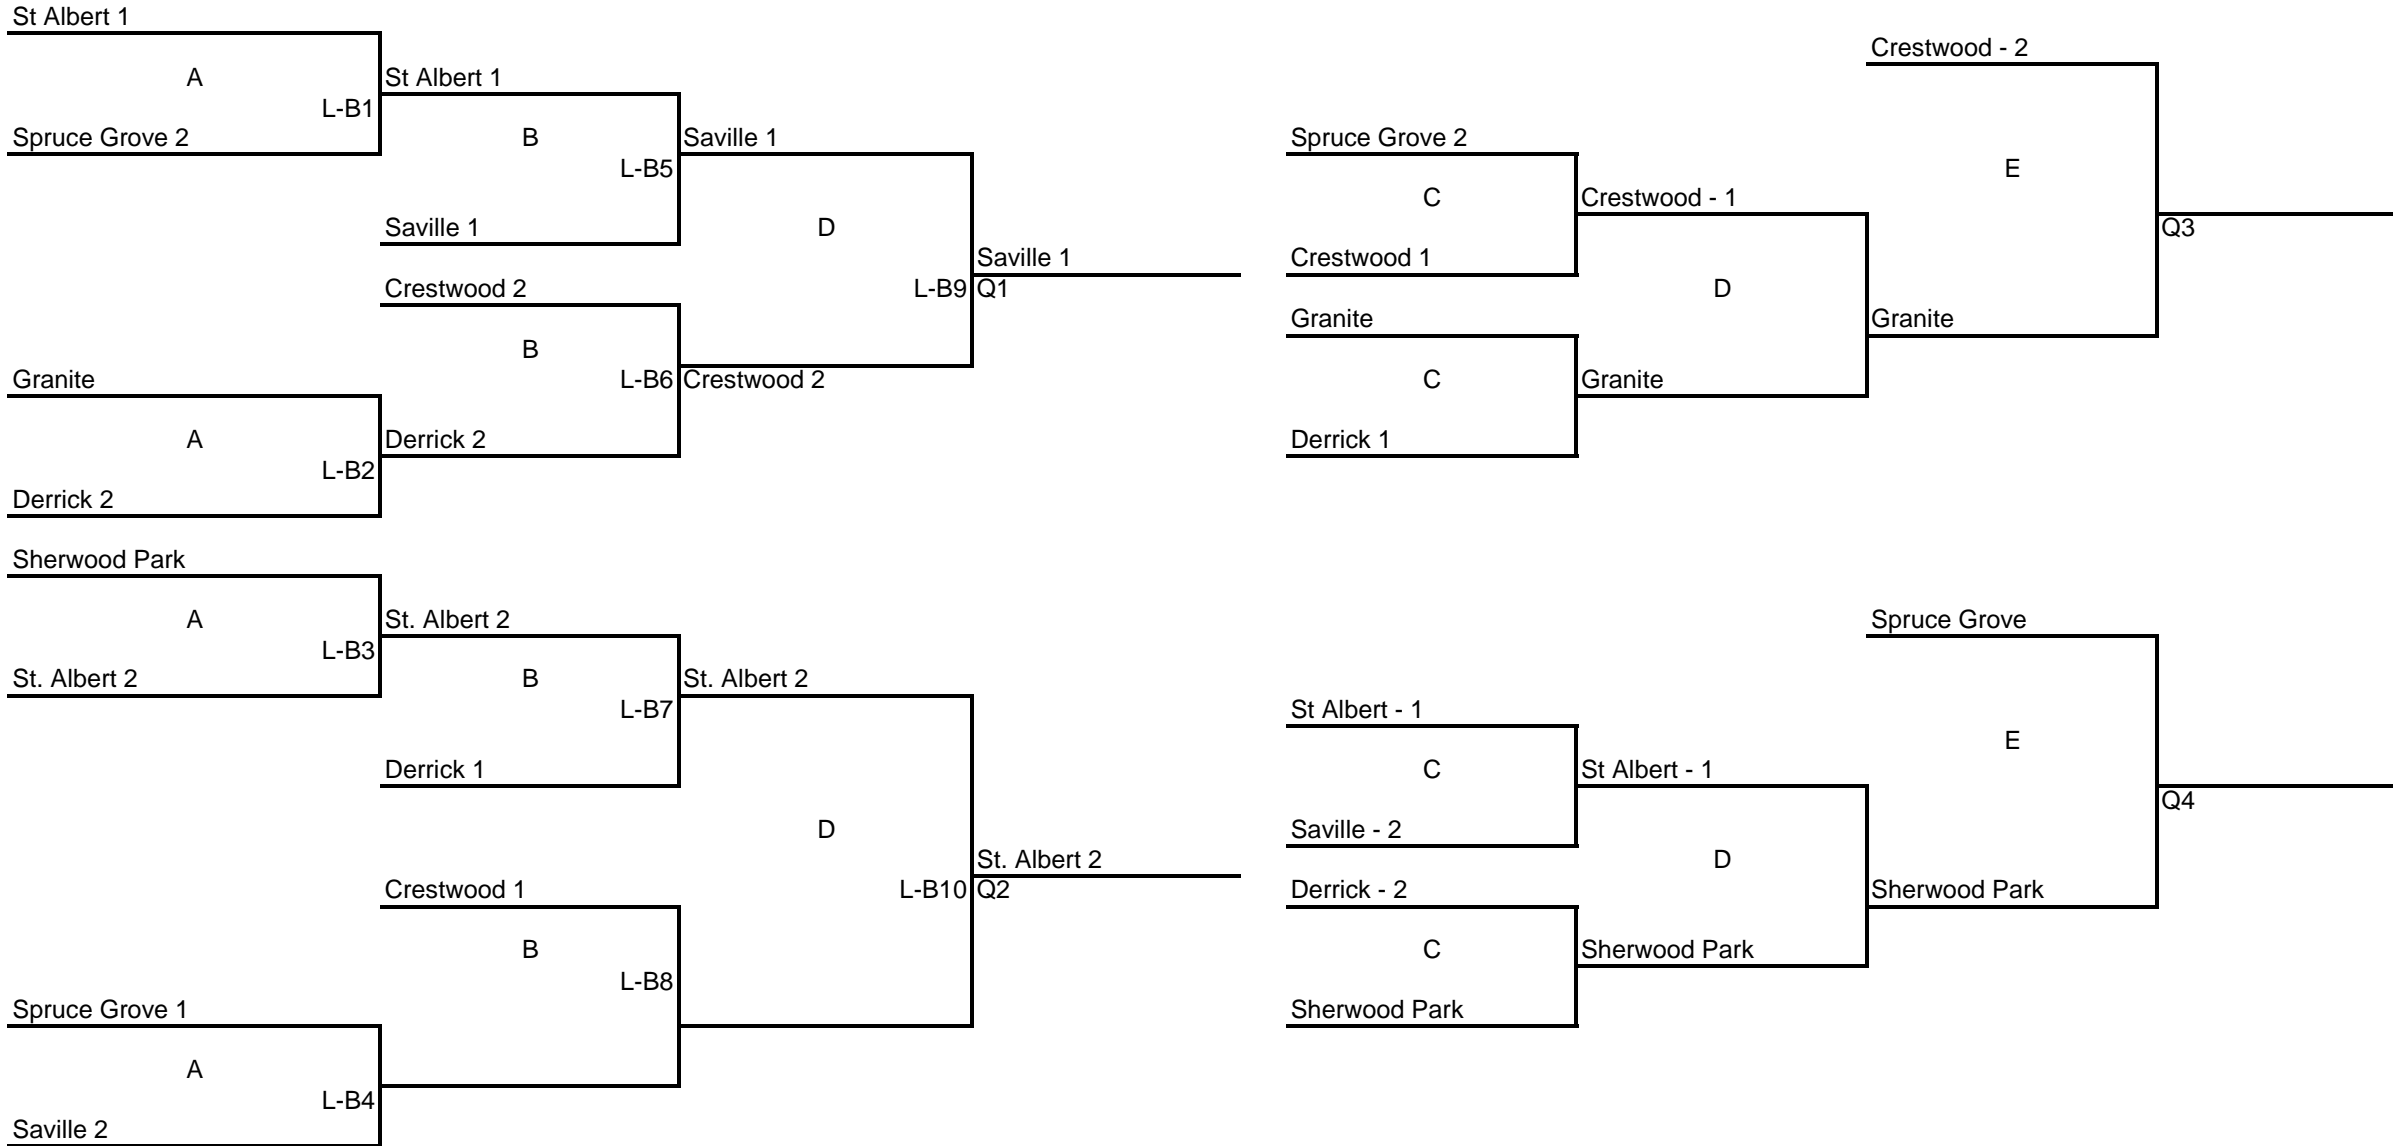 St Albert 1
A
L-B1
Spruce Grove 2
St Albert 1
B
L-B5
Saville 1
Saville 1
D
L-B9
Saville 1
Q1
Crestwood 2
B
L-B6
Crestwood 2
Granite
A
L-B2
Derrick 2
Derrick 2
Sherwood Park
A
L-B3
St. Albert 2
St. Albert 2
B
L-B7
Derrick 1
St. Albert 2
D
L-B10
St. Albert 2
Q2
Crestwood 1
B
L-B8
Spruce Grove 1
A
L-B4
Saville 2
Crestwood - 2
E
Q3
Spruce Grove 2
C
Crestwood 1
Crestwood - 1
D
Granite
Granite
C
Derrick 1
Granite
Spruce Grove
E
Q4
St Albert - 1
C
Saville - 2
St Albert - 1
D
Sherwood Park
Derrick - 2
C
Sherwood Park
Sherwood Park